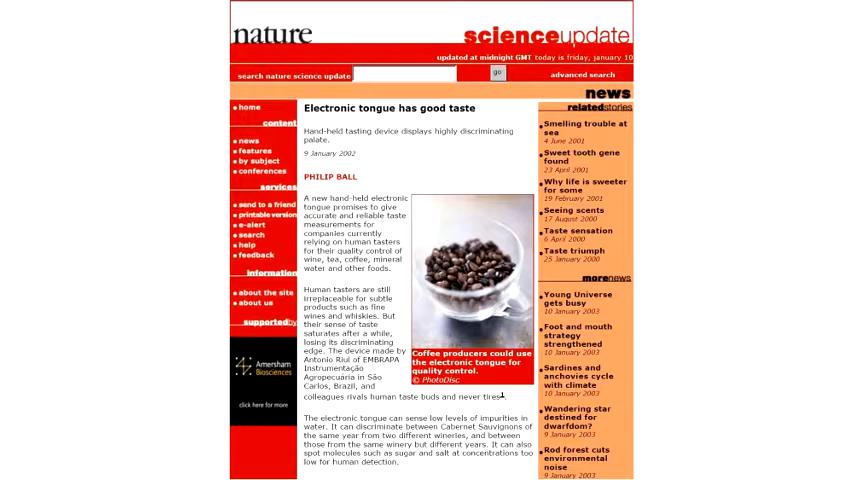 nature
scienceupdate
updated at midnight GMT today is friday, january 10
search nature science update
go
advanced search
news
home
content
news
features
by subject
conferences
services
send to a friend
printable version
e-alert
search
help
feedback
information
about the site
about us
supportedby
Amersham
Biosciences
click here for more
Electronic tongue has good taste
Hand-held tasting device displays highly discriminating
palate.
9 January 2002
PHILIP BALL
A new hand-held electronic
tongue promises to give
accurate and reliable taste
measurements for
companies currently
relying on human tasters
for their quality control of
wine, tea, coffee, mineral
water and other foods.
Human tasters are still
irreplaceable for subtle
products such as fine
wines and whiskies. But
their sense of taste
saturates after a while,
losing its discriminating
edge. The device made by
Antonio Riul of EMBRAPA
Instrumentação
Agropecuária in São
Carlos, Brazil, and
colleagues rivals human taste buds and never tires1.
Coffee producers could use
the electronic tongue for
quality control.
© PhotoDisc
The electronic tongue can sense low levels of impurities in
water. It can discriminate between Cabernet Sauvignons of
the same year from two different wineries, and between
those from the same winery but different years. It can also
spot molecules such as sugar and salt at concentrations too
low for human detection.
relatedstories
Smelling trouble at
sea
4 June 2001
Sweet tooth gene
found
23 April 2001
Why life is sweeter
for some
19 February 2001
Seeing scents
17 August 2000
Taste sensation
6 April 2000
Taste triumph
25 January 2000
morenews
Young Universe
gets busy
10 January 2003
Foot and mouth
strategy
strengthened
10 January 2003
Sardines and
anchovies cycle
with climate
10 January 2003
Wandering star
destined for
dwarfdom?
9 January 2003
Rod forest cuts
environmental
noise
9 January 2003